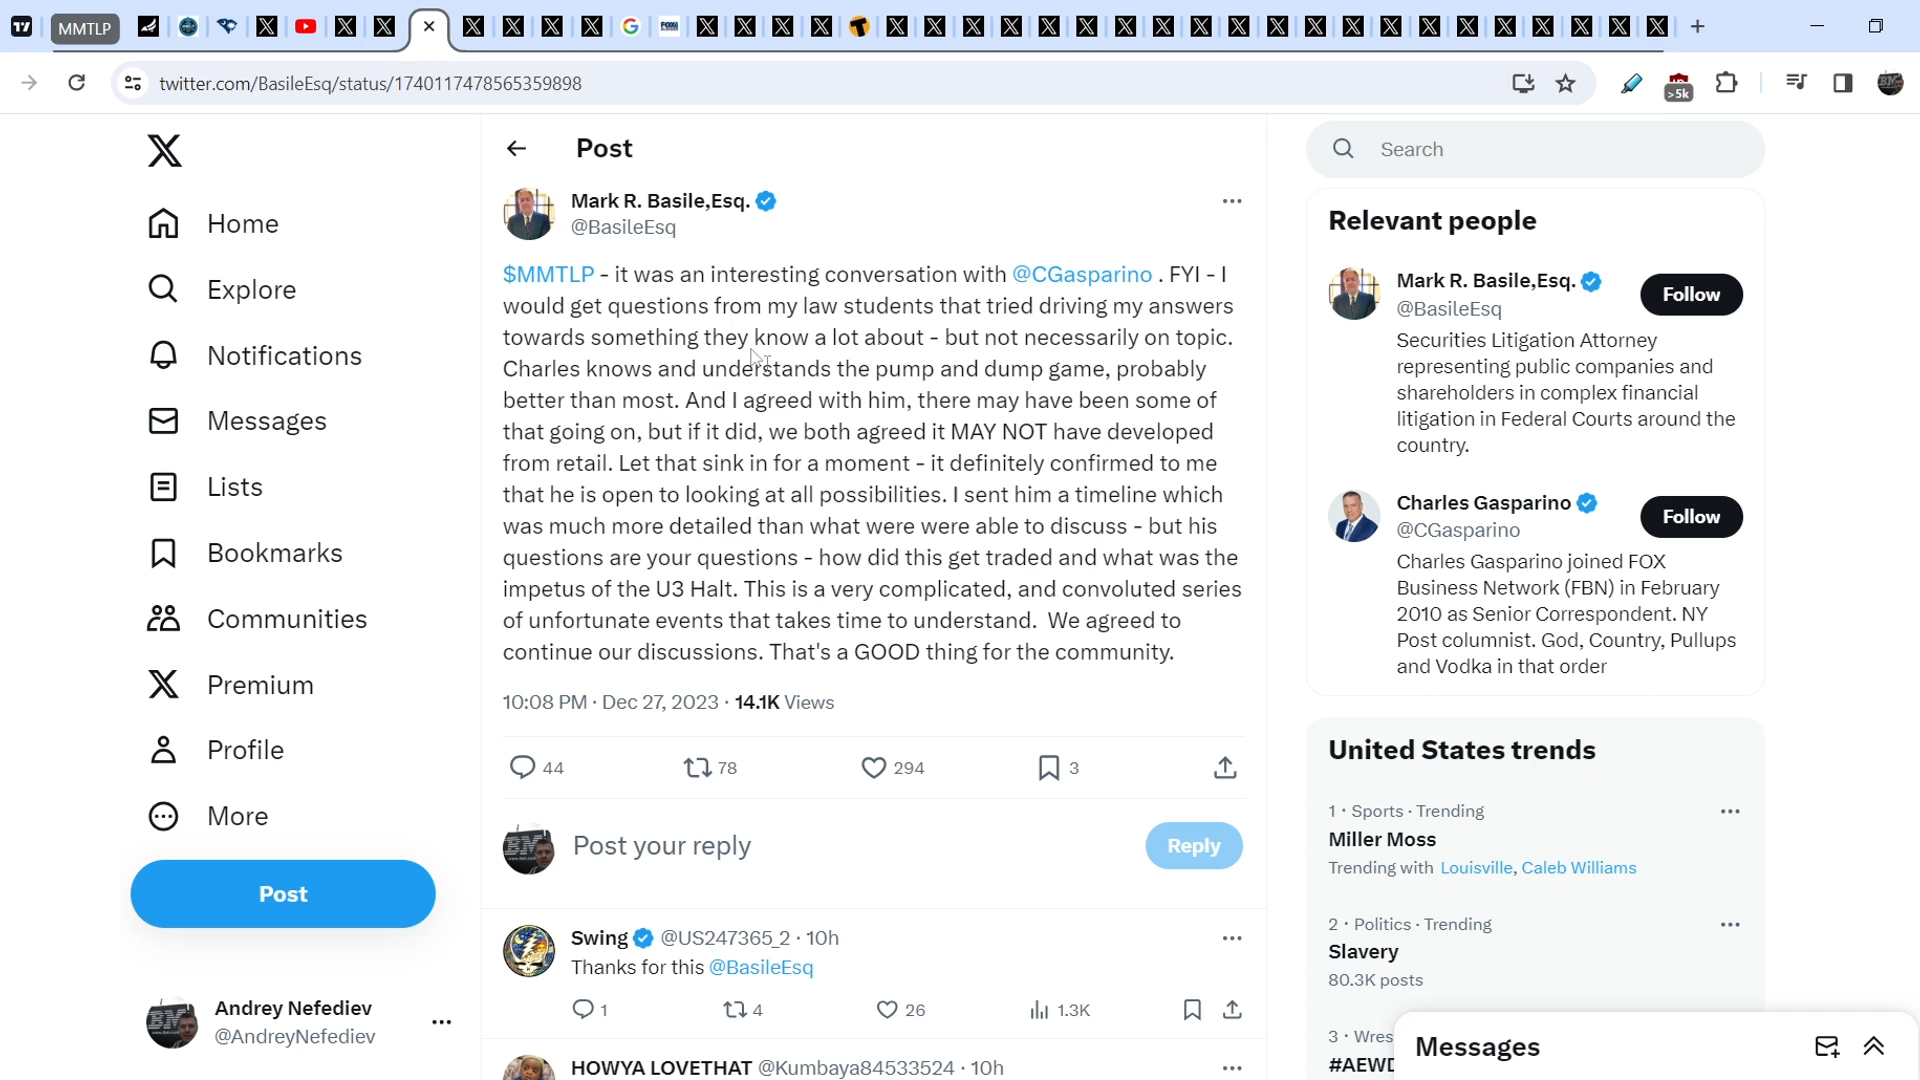 MMTLP
twitter.com/BasileEsq/status/1740117478565359898
>5k
Home
Explore
Notifications
Messages
Lists
Bookmarks
Communities
Premium
Profile
More
Post
Andrey Nefediev
@AndreyNefediev
Post
Mark R. Basile,Esq.
@BasileEsq
$MMTLP - it was an interesting conversation with @CGasparino . FYI - I
would get questions from my law students that tried driving my answers
towards something they know a lot about - but not necessarily on topic.
Charles knows and understands the pump and dump game, probably
better than most. And I agreed with him, there may have been some of
that going on, but if it did, we both agreed it MAY NOT have developed
from retail. Let that sink in for a moment - it definitely confirmed to me
that he is open to looking at all possibilities. I sent him a timeline which
was much more detailed than what were were able to discuss - but his
questions are your questions - how did this get traded and what was the
impetus of the U3 Halt. This is a very complicated, and convoluted series
of unfortunate events that takes time to understand.  We agreed to
continue our discussions. That's a GOOD thing for the community.
10:08 PM · Dec 27, 2023 · 14.1K Views
44 78 294 3
Post your reply
Reply
Swing @US247365_2 · 10h
Thanks for this @BasileEsq
1 4 26 1.3K
HOWYA LOVETHAT @Kumbaya84533524 · 10h
Search
Relevant people
Mark R. Basile,Esq.
@BasileEsq
Follow
Securities Litigation Attorney
representing public companies and
shareholders in complex financial
litigation in Federal Courts around the
country.
Charles Gasparino
@CGasparino
Follow
Charles Gasparino joined FOX
Business Network (FBN) in February
2010 as Senior Correspondent. NY
Post columnist. God, Country, Pullups
and Vodka in that order
United States trends
1 · Sports · Trending
Miller Moss
Trending with Louisville, Caleb Williams
2 · Politics · Trending
Slavery
80.3K posts
3 · Wres
#AEWD
Messages